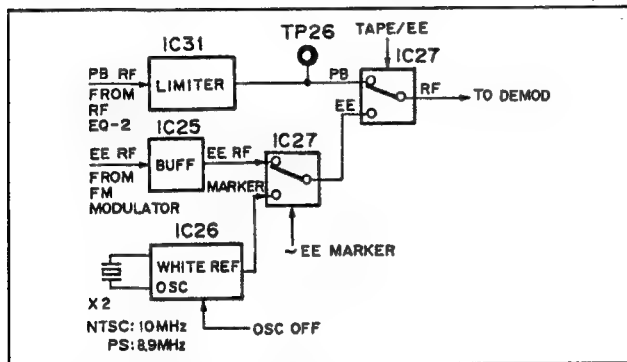 TP26
TAPE/EE
IC31
IC27
PB RF
LIMITER
PB
RF
TO DEMOD
FROM
RF
EQ-2
EE
IC25
IC27
EE RF
BUFF
EE RF
FROM
FM
MODULATOR
MARKER
IC26
~EE MARKER
WHITE REF
OSC
X2
NTSC: 10MHz
PS: 8.9MHz
OSC OFF